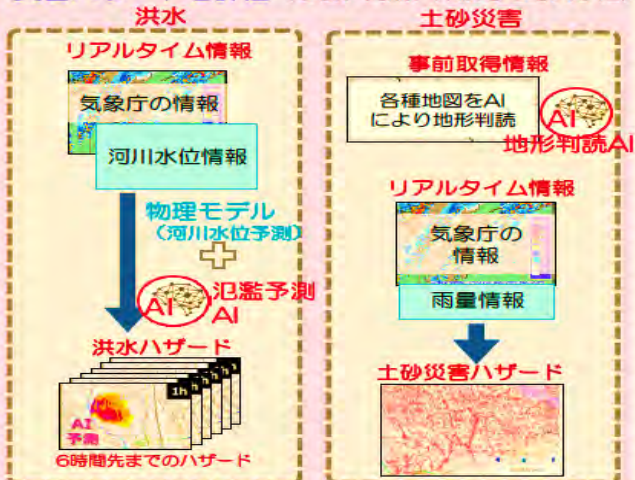 洪水
リアルタイム情報
気象庁の情報
河川水位情報
物理モデル
（河川水位予測）
AI
氾濫予測
AI
洪水ハザード
1h
AI
予測
6時間先までのハザード
土砂災害
事前取得情報
各種地図をAI
により地形判読
AI
地形判読AI
リアルタイム情報
気象庁の
情報
雨量情報
土砂災害ハザード